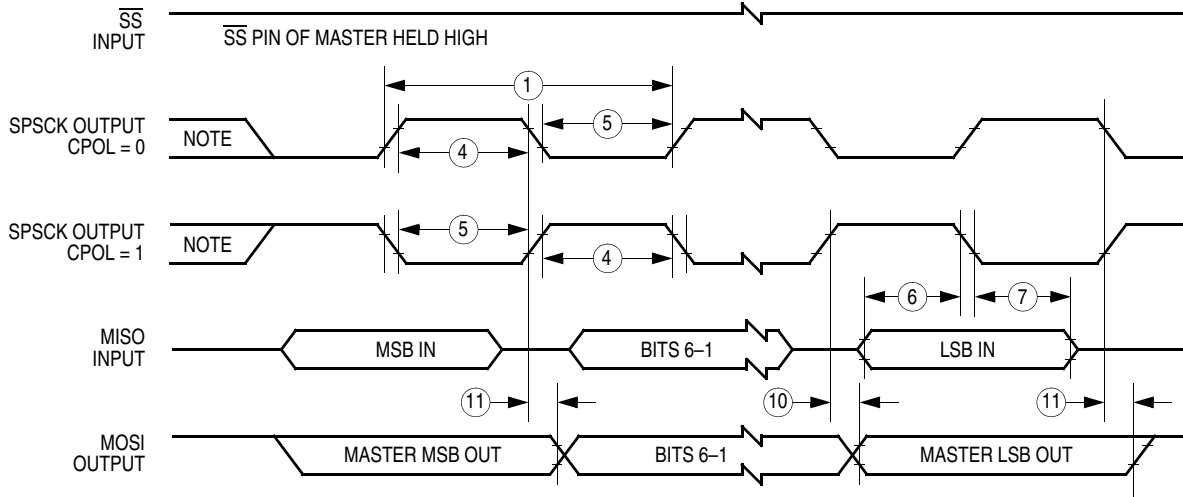 SS
INPUT
SS PIN OF MASTER HELD HIGH
1
SPSCK OUTPUT
CPOL = 0
NOTE
5
4
SPSCK OUTPUT
CPOL = 1
NOTE
5
4
6
7
MISO
INPUT
MSB IN
BITS 6–1
LSB IN
11
10
11
MOSI
OUTPUT
MASTER MSB OUT
BITS 6–1
MASTER LSB OUT